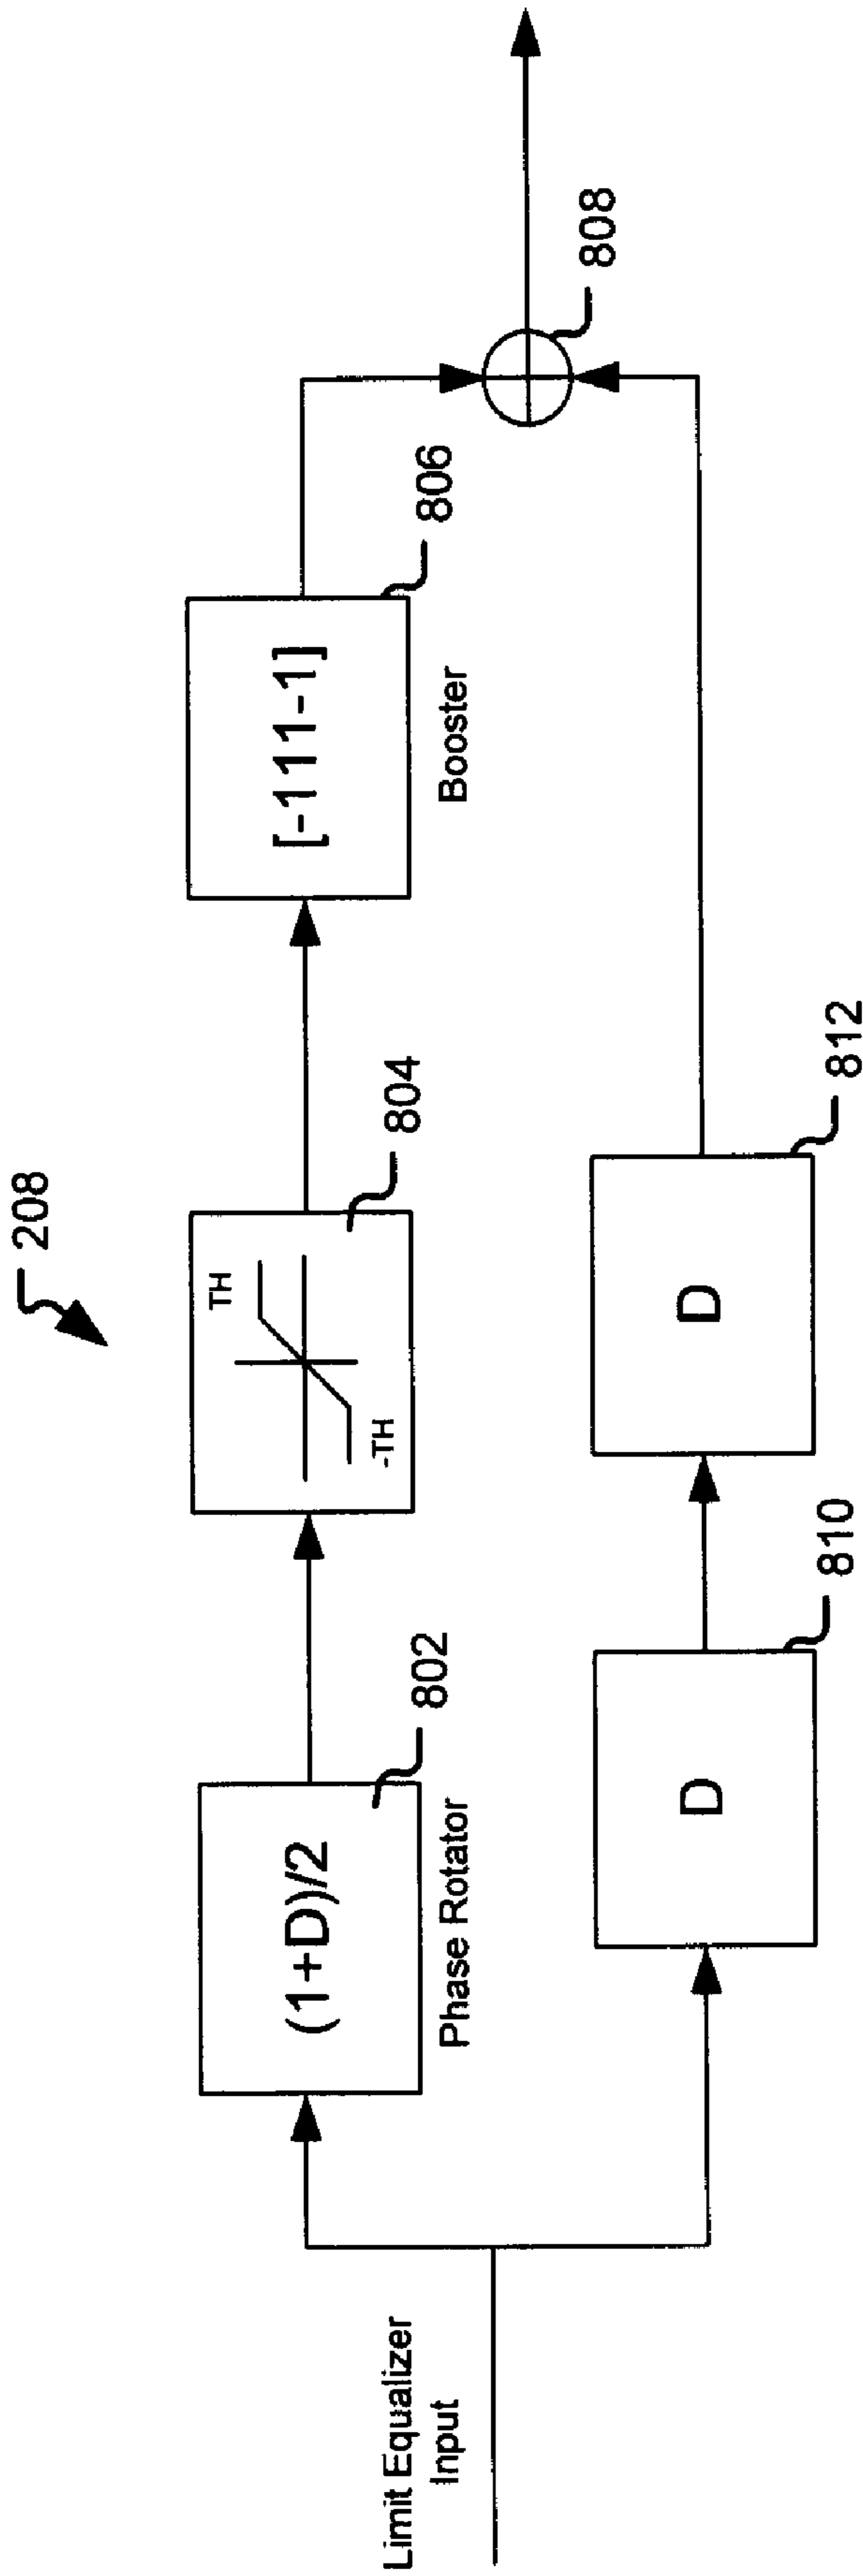 208
Limit Equalizer
Input
(1+D)/2
802
Phase Rotator
TH
-TH
804
[-111-1]
806
Booster
808
D
810
D
812